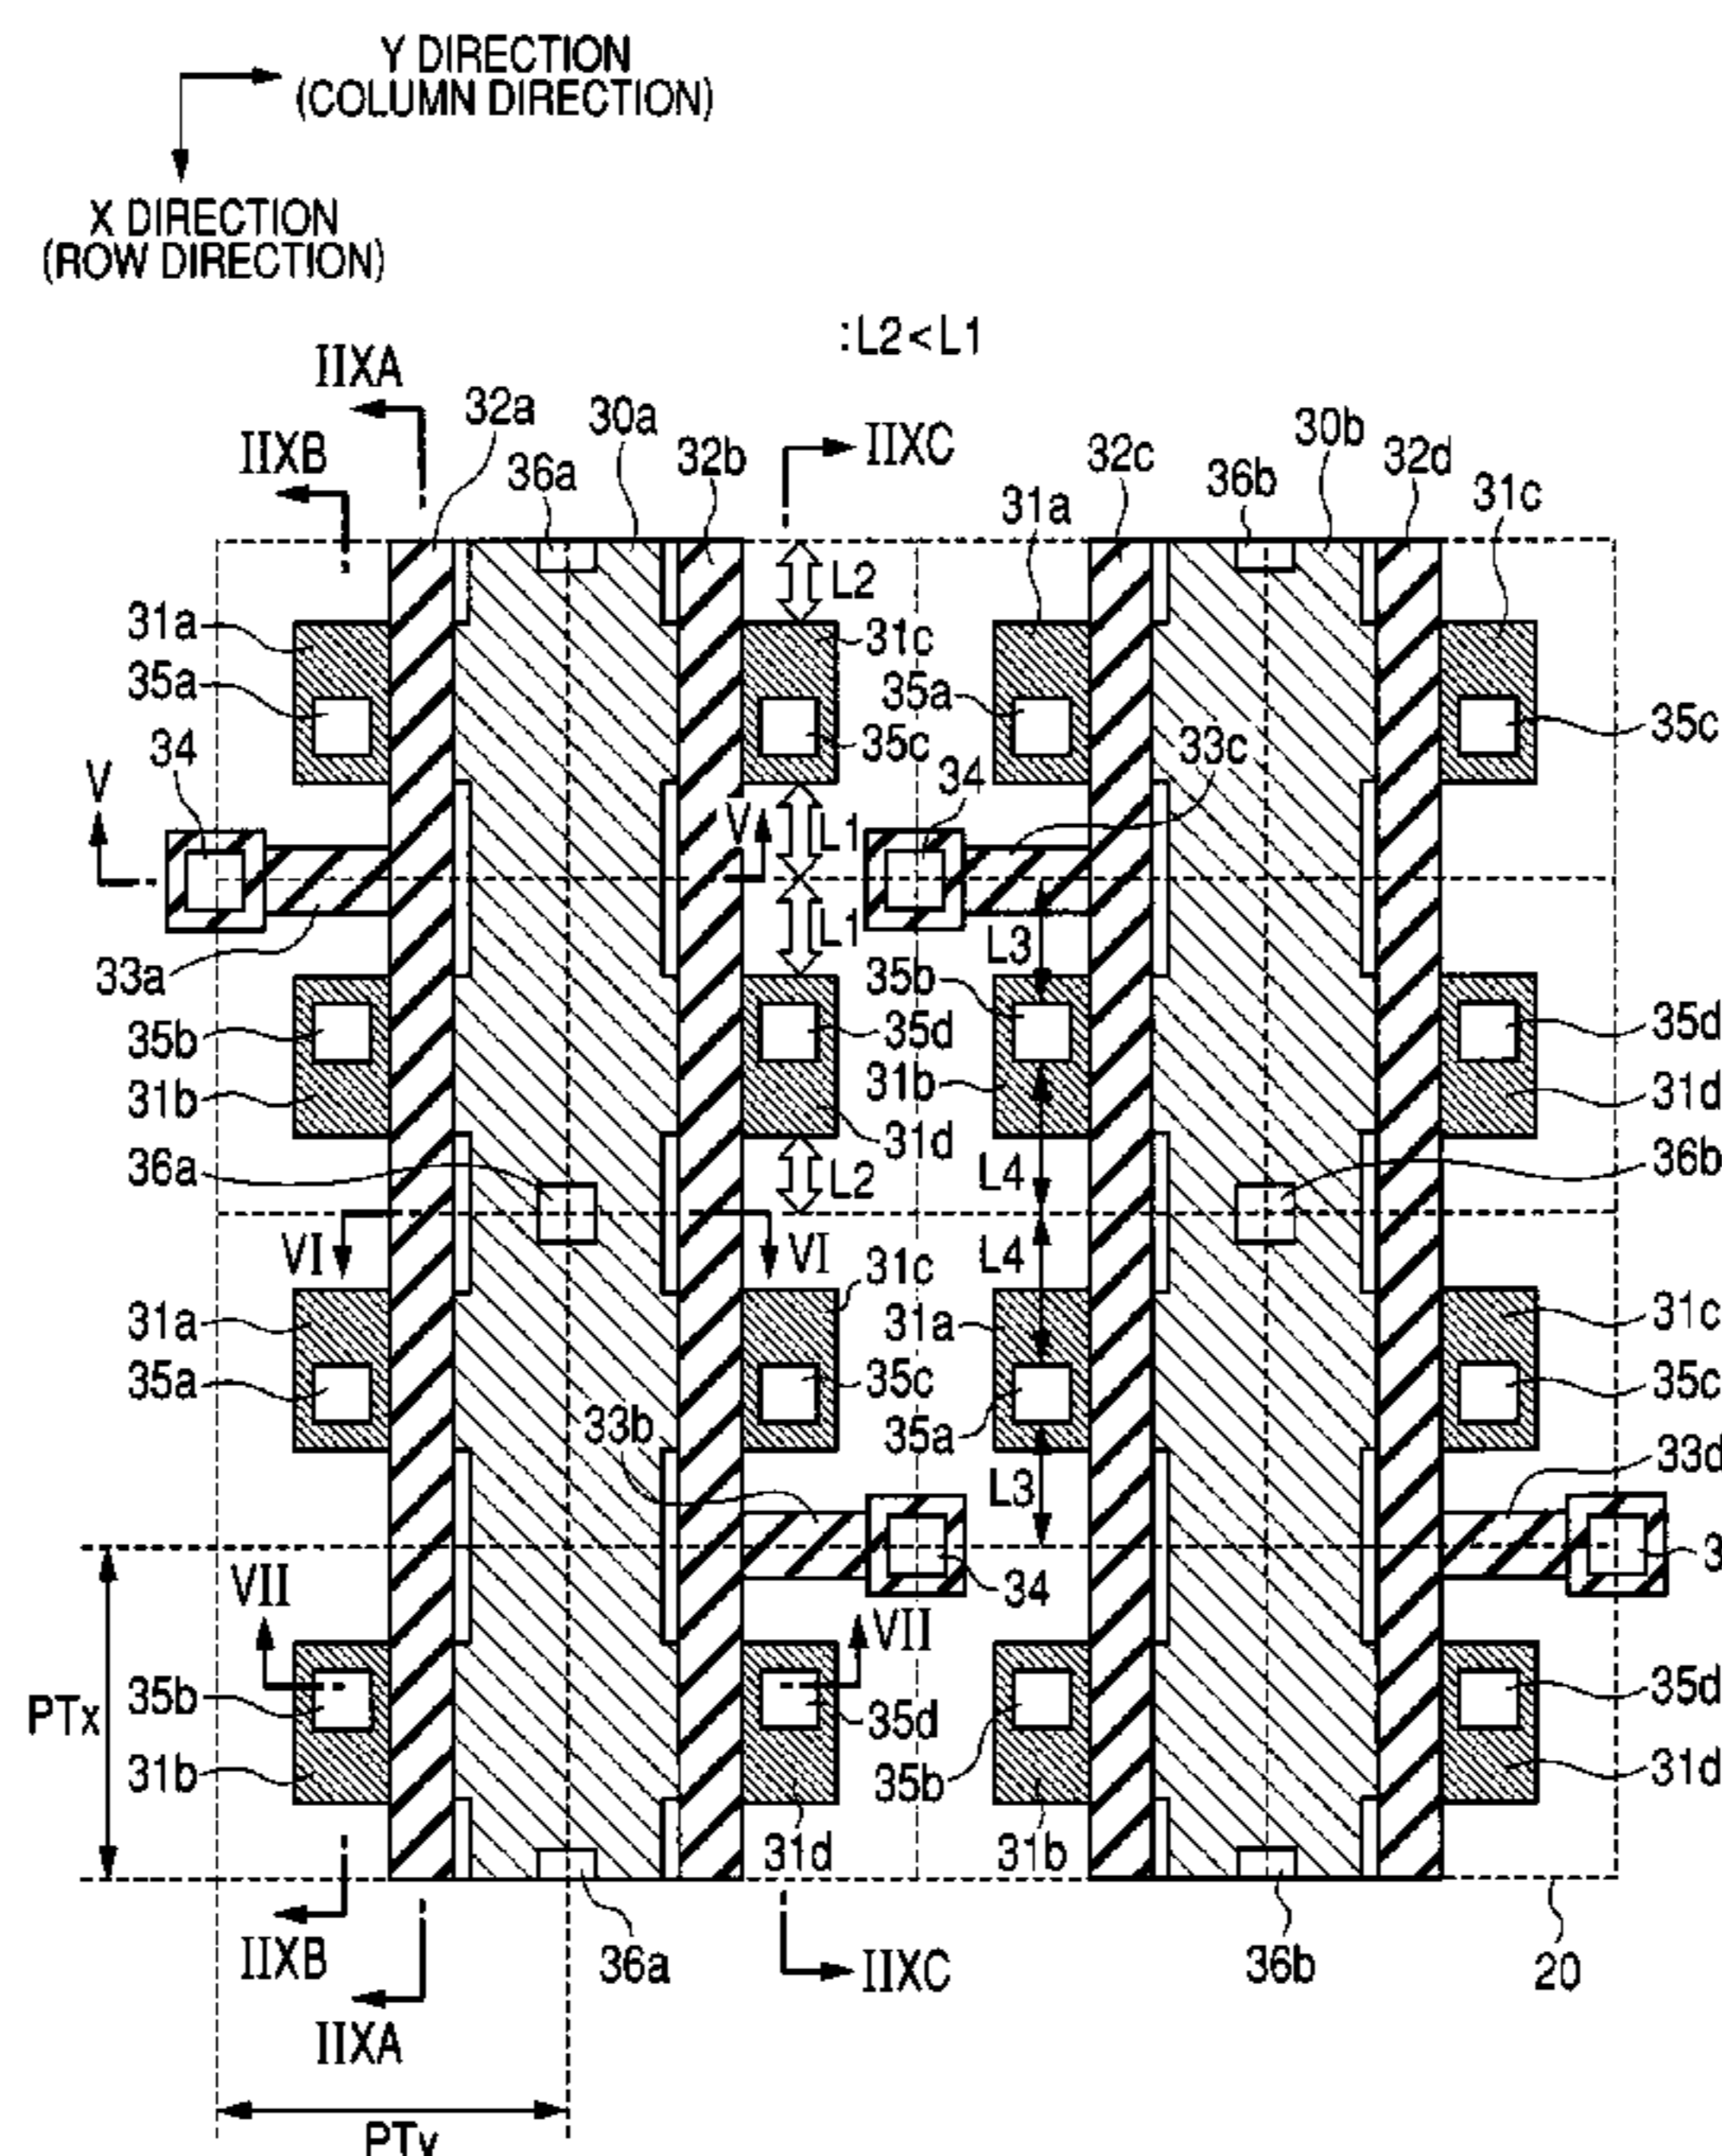 Y DIRECTION
(COLUMN DIRECTION)
X DIRECTION
(ROW DIRECTION)
:L2<L1
IIXA
32a
30a
IIXB
36a
32b
IIXC
32c
36b
30b
32d
31a
31c
L2
31a
31c
35a
35a
35c
35c
33c
34
34
V
V
L1
L1
L3
33a
35b
35b
35d
35d
31b
31b
31d
31d
36a
L2
L4
36b
VI
VI
L4
31c
31a
31a
31c
35a
35c
35c
33b
35a
33d
L3
VII
34
3
VII
PTx
35b
35d
35d
31b
35b
31d
31d
31b
IIXB
36a
IIXC
36b
20
IIXA
PTy